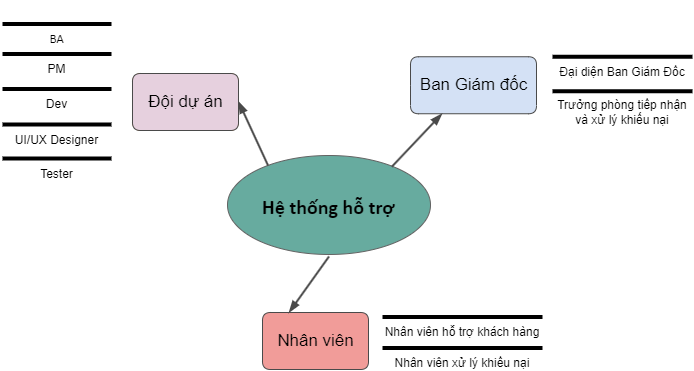 BA
PM
Dev
UI/UX Designer
Tester
Đội dự án
Ban Giám đốc
Đại diện Ban Giám Đốc
Trưởng phòng tiếp nhận
và xử lý khiếu nại
Hệ thống hỗ trợ
Nhân viên
Nhân viên hỗ trợ khách hàng
Nhân viên xử lý khiếu nại